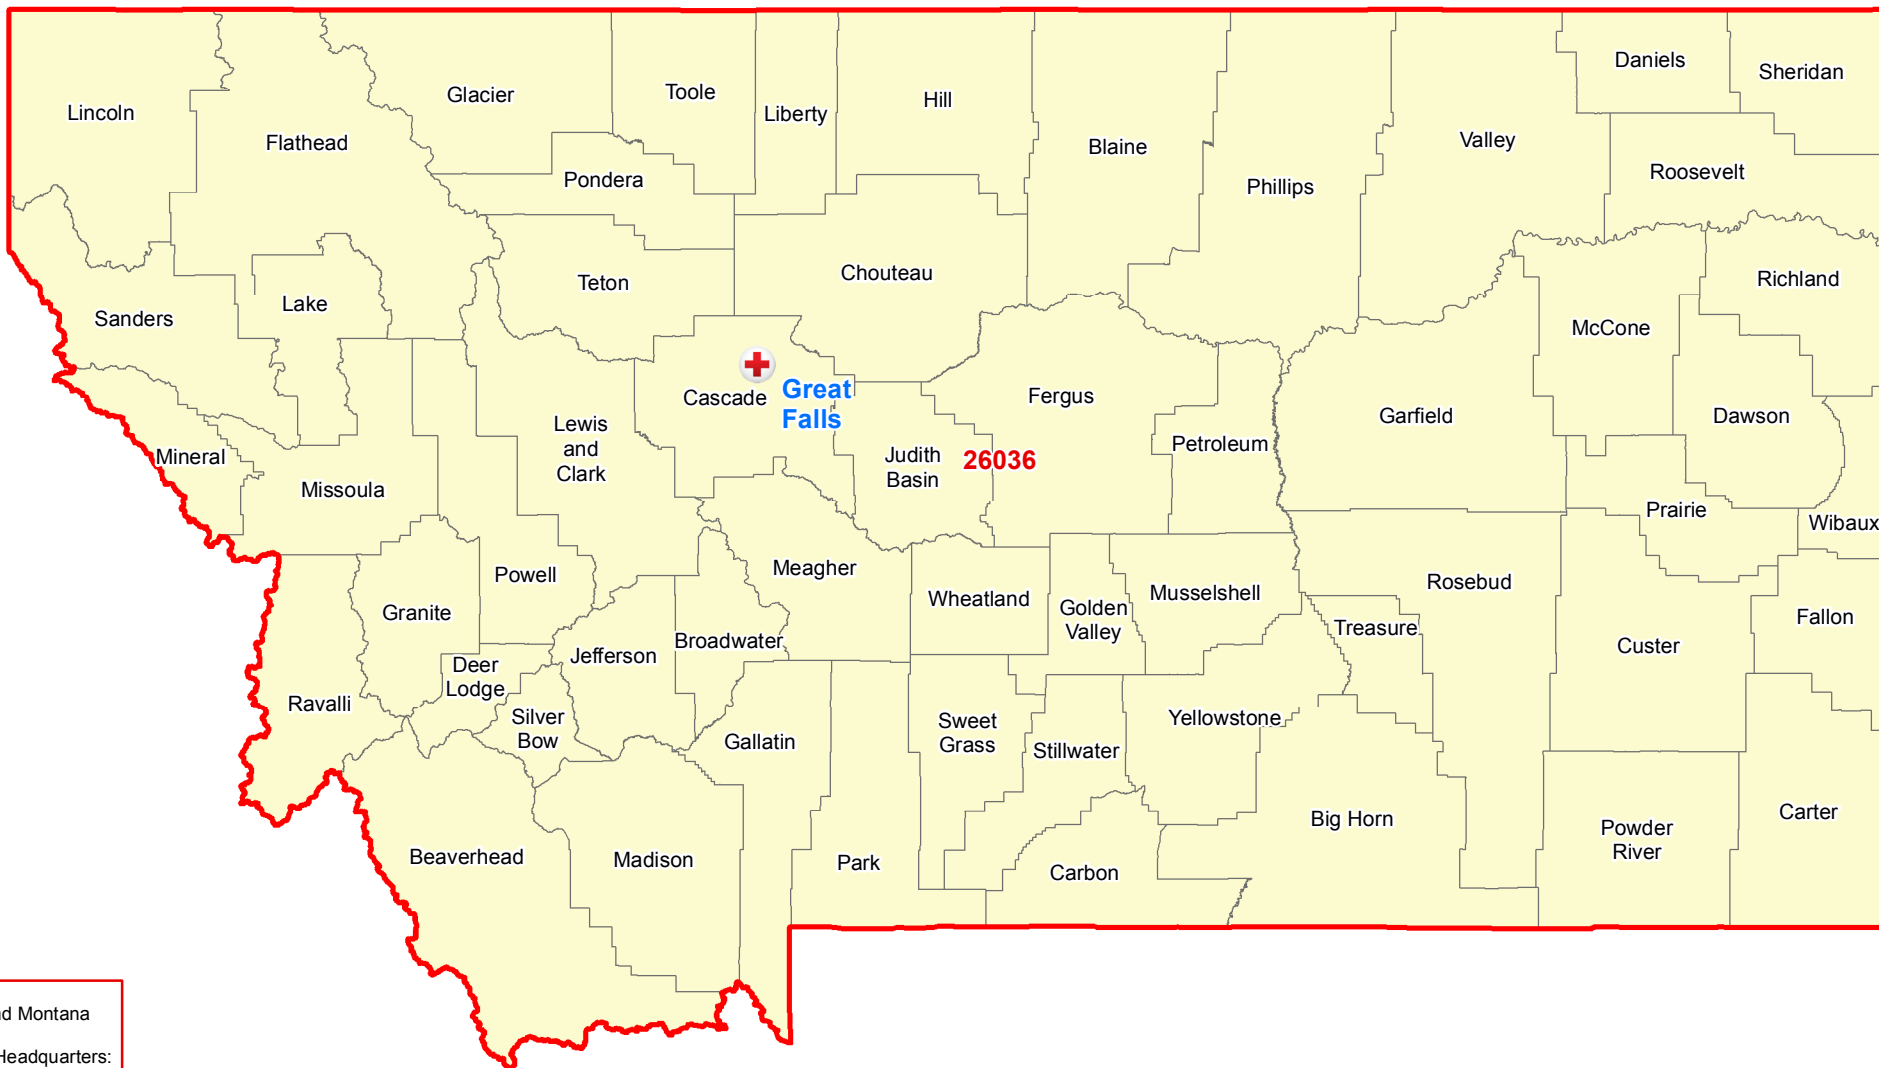 Daniels
Sheridan
Lincoln
Glacier
Toole
Liberty
Hill
Flathead
Blaine
Valley
Pondera
Phillips
Roosevelt
Teton
Chouteau
Richland
Sanders
Lake
McCone
Cascade
Great
Falls
Fergus
Garfield
Dawson
Lewis
and
Clark
Petroleum
Mineral
Judith
Basin
26036
Missoula
Prairie
Wibaux
Powell
Meagher
Rosebud
Granite
Wheatland
Golden
Valley
Musselshell
Fallon
Treasure
Broadwater
Jefferson
Custer
Deer
Lodge
Ravalli
Silver
Bow
Gallatin
Sweet
Grass
Yellowstone
Stillwater
Carter
Big Horn
Powder
River
Beaverhead
Madison
Park
Carbon
d Montana
Headquarters: